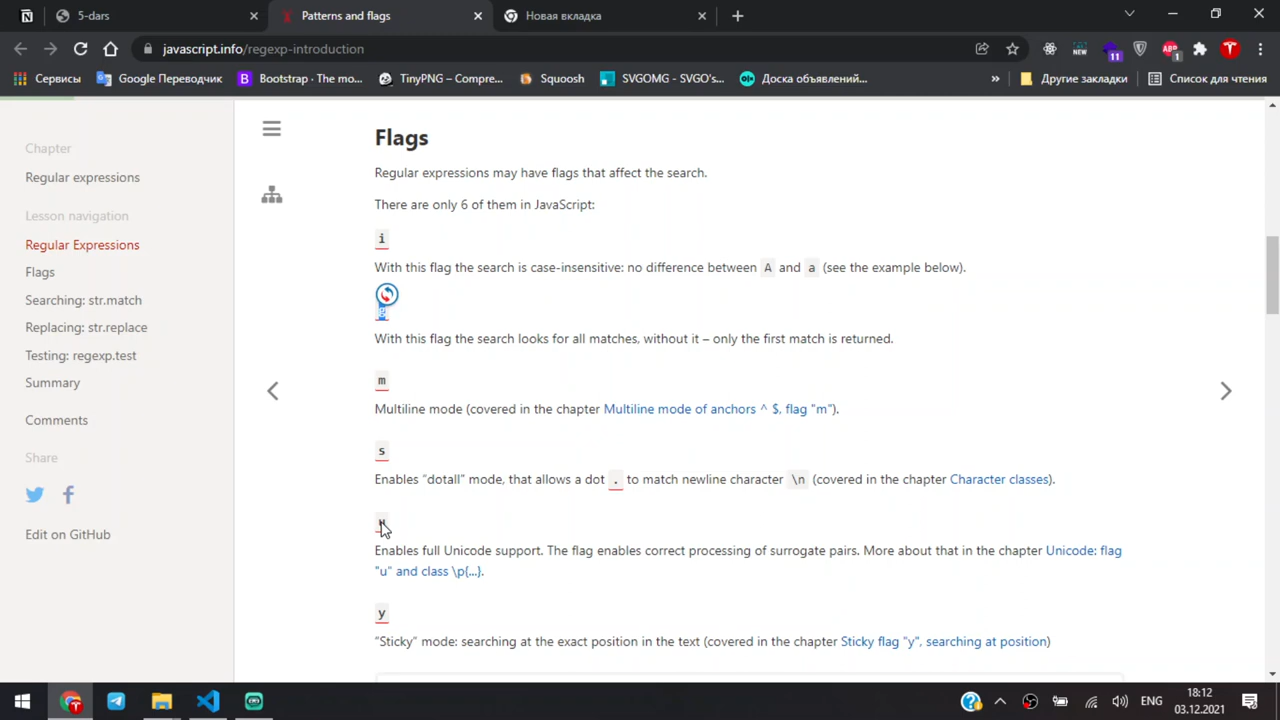 5-dars
Patterns and flags
Новая вкладка
javascript.info/regexp-introduction
NEW
11
ABP
1
T
Сервисы
Google Переводчик
B
Bootstrap - The mo...
TinyPNG – Compre...
Squoosh
SVGOMG - SVGO's...
Доска объявлений...
»
Другие закладки
Список для чтения
Chapter
Regular expressions
Lesson navigation
Regular Expressions
Flags
Searching: str.match
Replacing: str.replace
Testing: regexp.test
Summary
Comments
Share
Edit on GitHub
Flags
Regular expressions may have flags that affect the search.
There are only 6 of them in JavaScript:
i
With this flag the search is case-insensitive: no difference between A and a (see the example below).
g
With this flag the search looks for all matches, without it – only the first match is returned.
m
Multiline mode (covered in the chapter Multiline mode of anchors ^ $, flag "m").
s
Enables “dotall” mode, that allows a dot . to match newline character \n (covered in the chapter Character classes).
u
Enables full Unicode support. The flag enables correct processing of surrogate pairs. More about that in the chapter Unicode: flag
"u" and class \p{...}.
y
“Sticky” mode: searching at the exact position in the text (covered in the chapter Sticky flag "y", searching at position)
ENG
18:12
03.12.2021